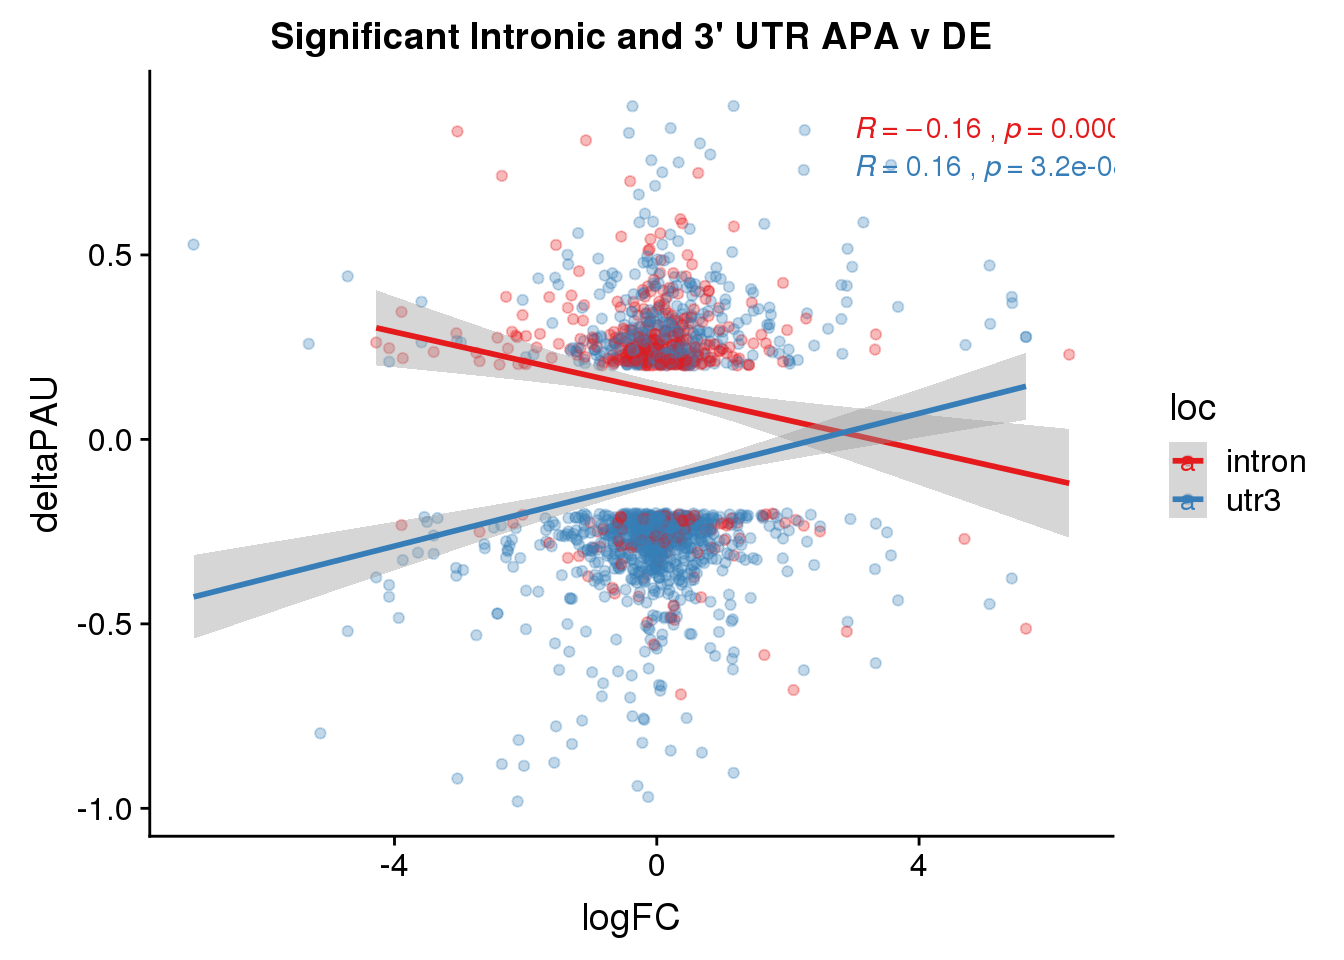 Significant Intronic and 3' UTR APA v DE
R = −0.16 , p = 0.000
R = 0.16 , p = 3.2e-0
deltaPAU
0.5
0.0
-0.5
-1.0
-4 0 4
logFC
loc
a intron
a utr3